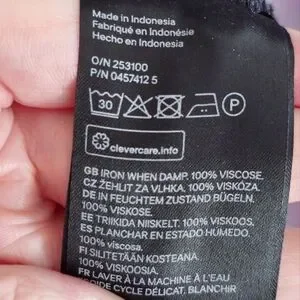 Made in Indonesia
Fabriqué en Indonésie
Hecho en Indonesia
O/N 253100
P/N 0457412 5
30
P
clevercare.info
GB IRON WHEN DAMP. 100% VISCOSE.
CZ ŽEHLIT ZA VLHKA. 100% VISKÓZA.
DE IN FEUCHTEM ZUSTAND BÜGELN.
100% VISKOSE.
EE TRIIKIDA NIISKELT. 100% VISKOOS.
ES PLANCHAR EN ESTADO HÚMEDO.
100% viscosa.
FI SILITETÄÄN KOSTEANA.
100% VISKOOSIA.
FR LAVER À LA MACHINE À L'EAU
CYCLE DÉLICAT, BLANCHIR